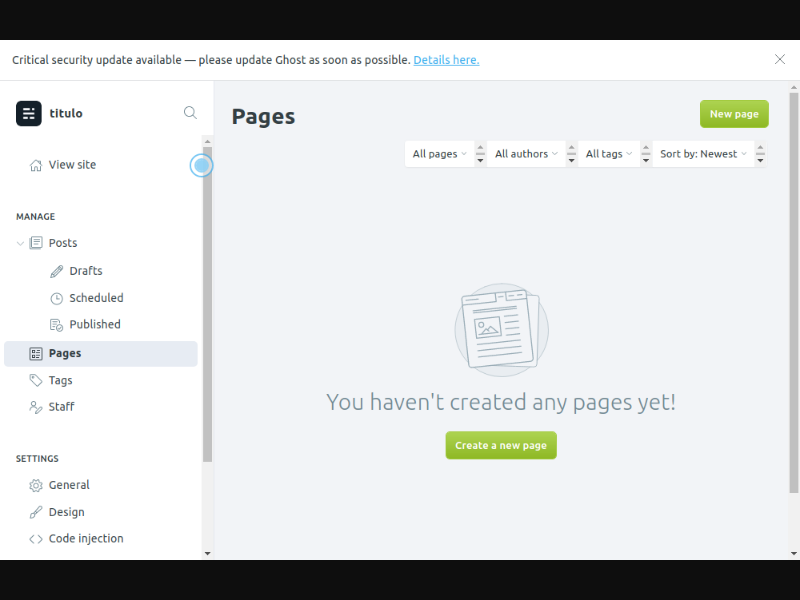 Critical security update available — please update Ghost as soon as possible. Details here.
titulo
View site
MANAGE
Posts
Drafts
Scheduled
Published
Pages
Tags
Staff
SETTINGS
General
Design
Code injection
Pages
New page
All pages
All authors
All tags
Sort by: Newest
You haven't created any pages yet!
Create a new page